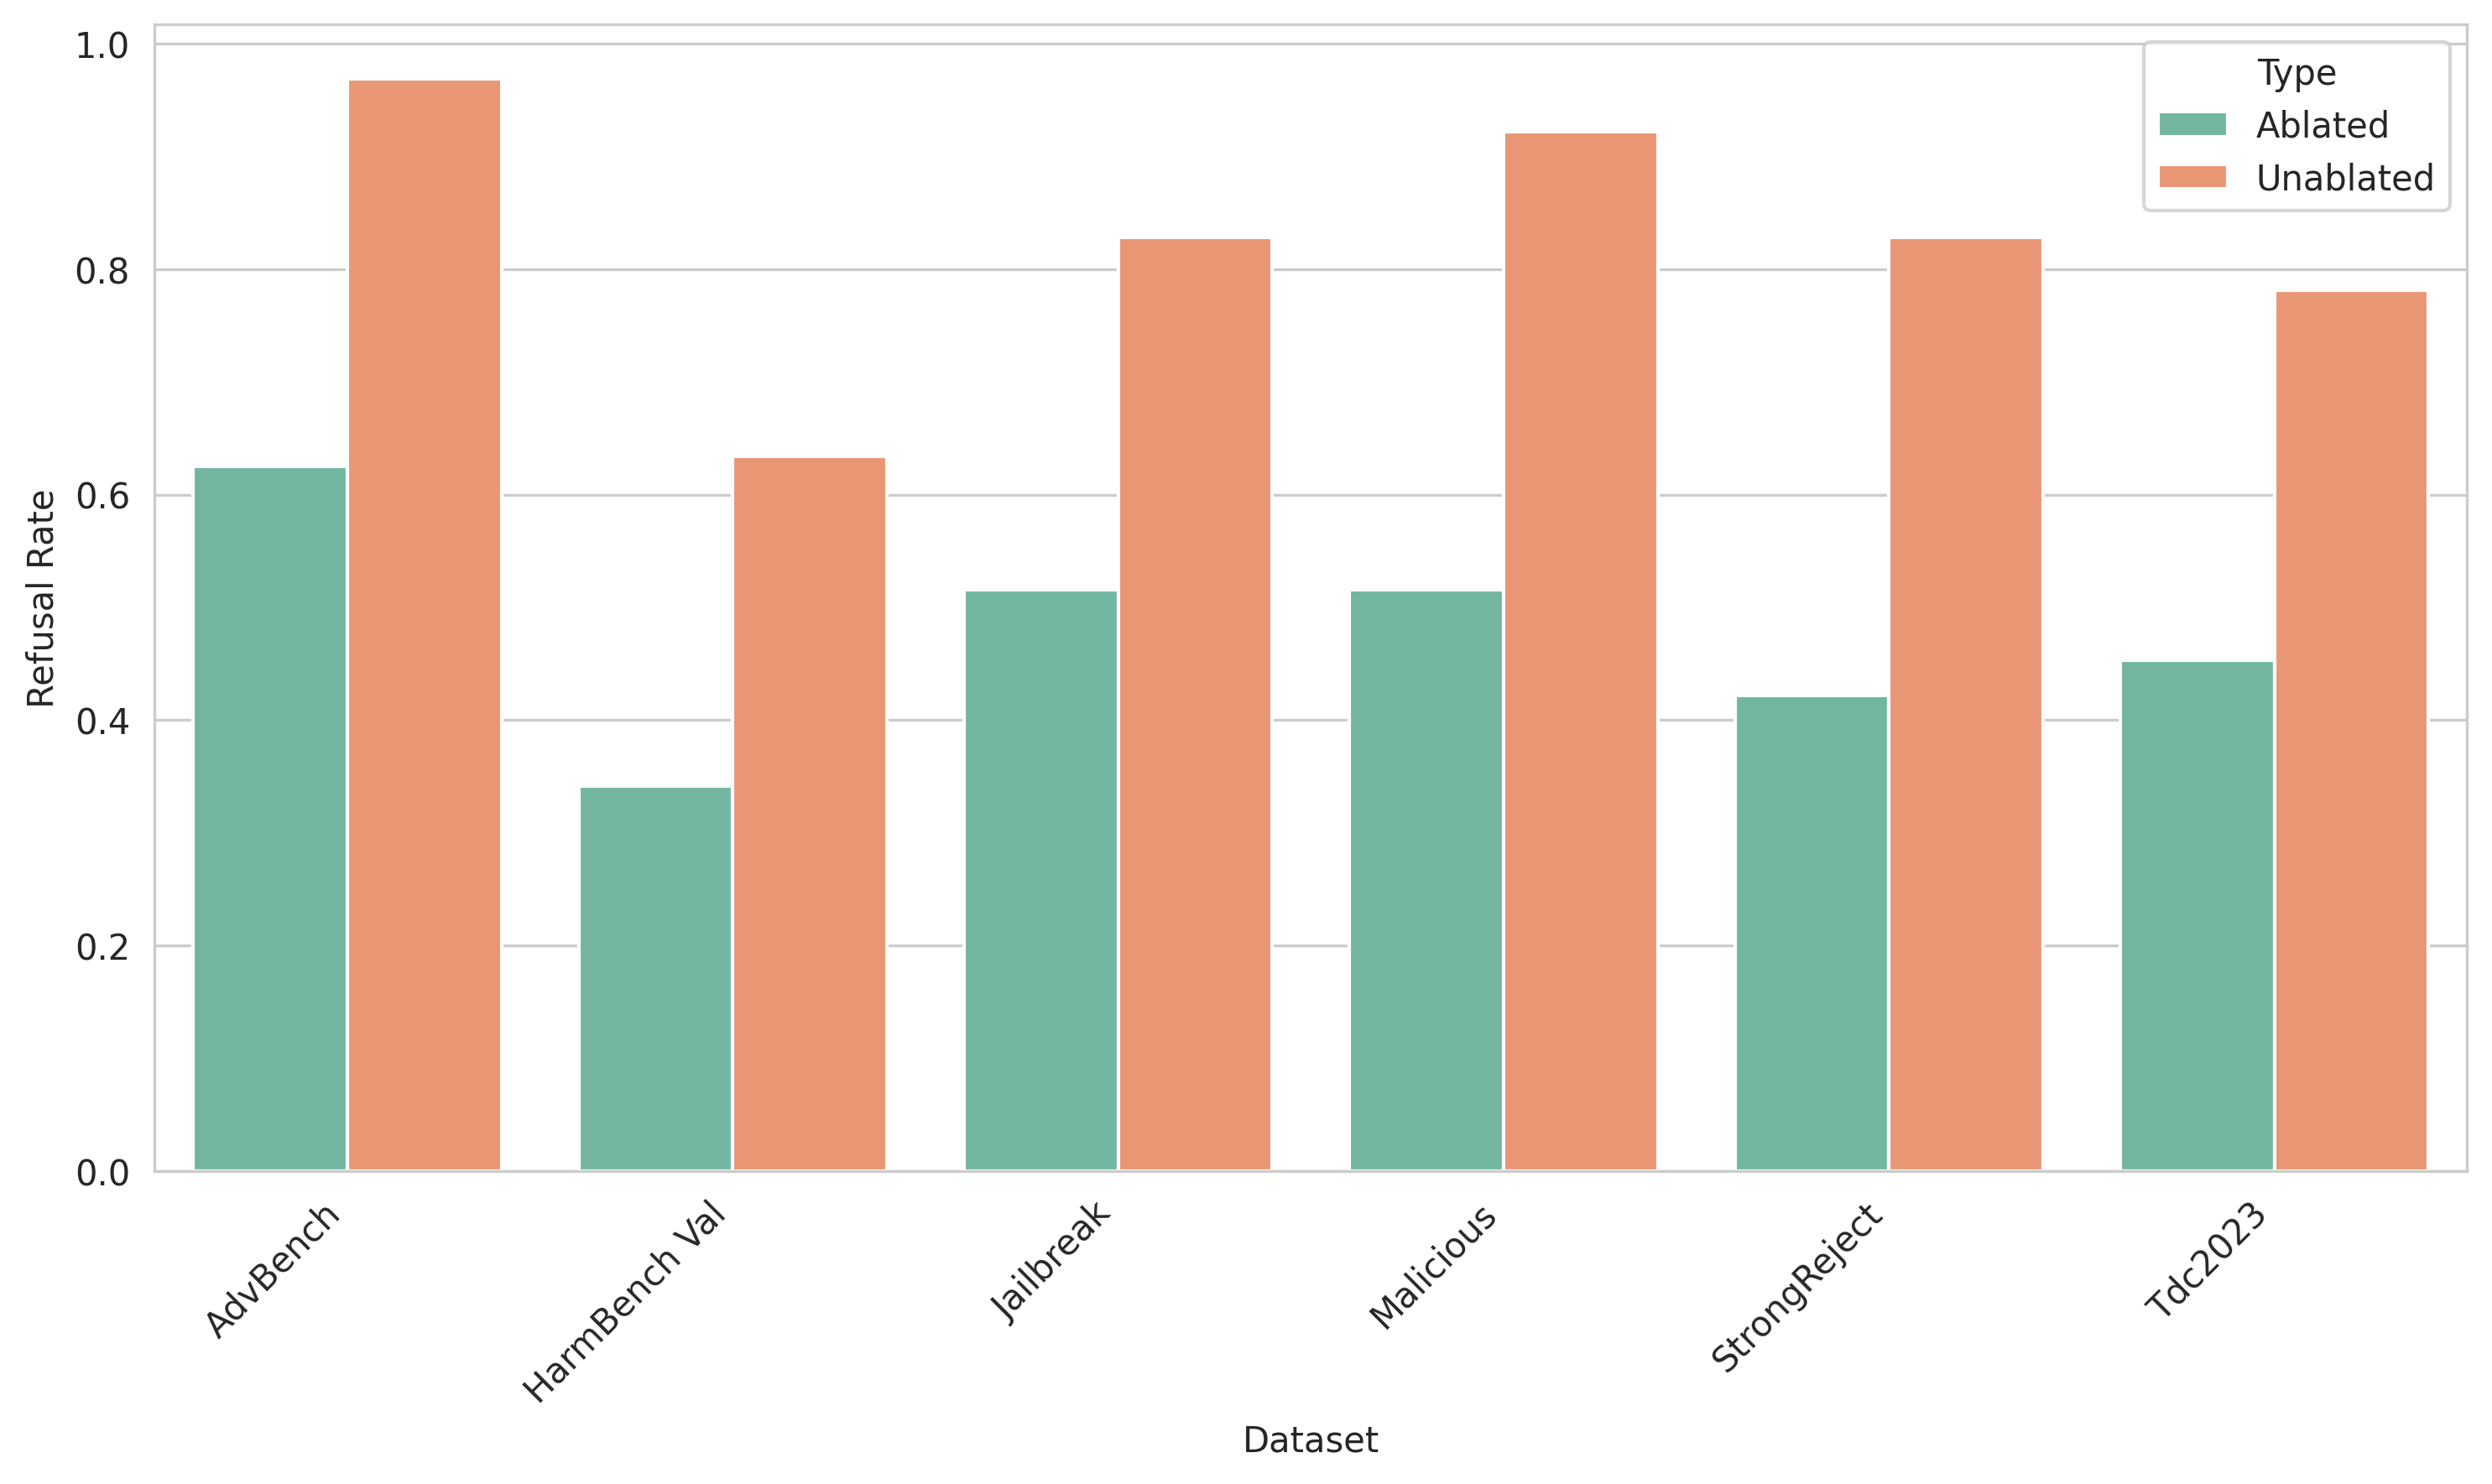 1.0
0.8
0.6
0.4
0.2
0.0
Refusal Rate
Type
Ablated
Unablated
AdvBench
HarmBench Val
Jailbreak
Malicious
StrongReject
Tdc2023
Dataset